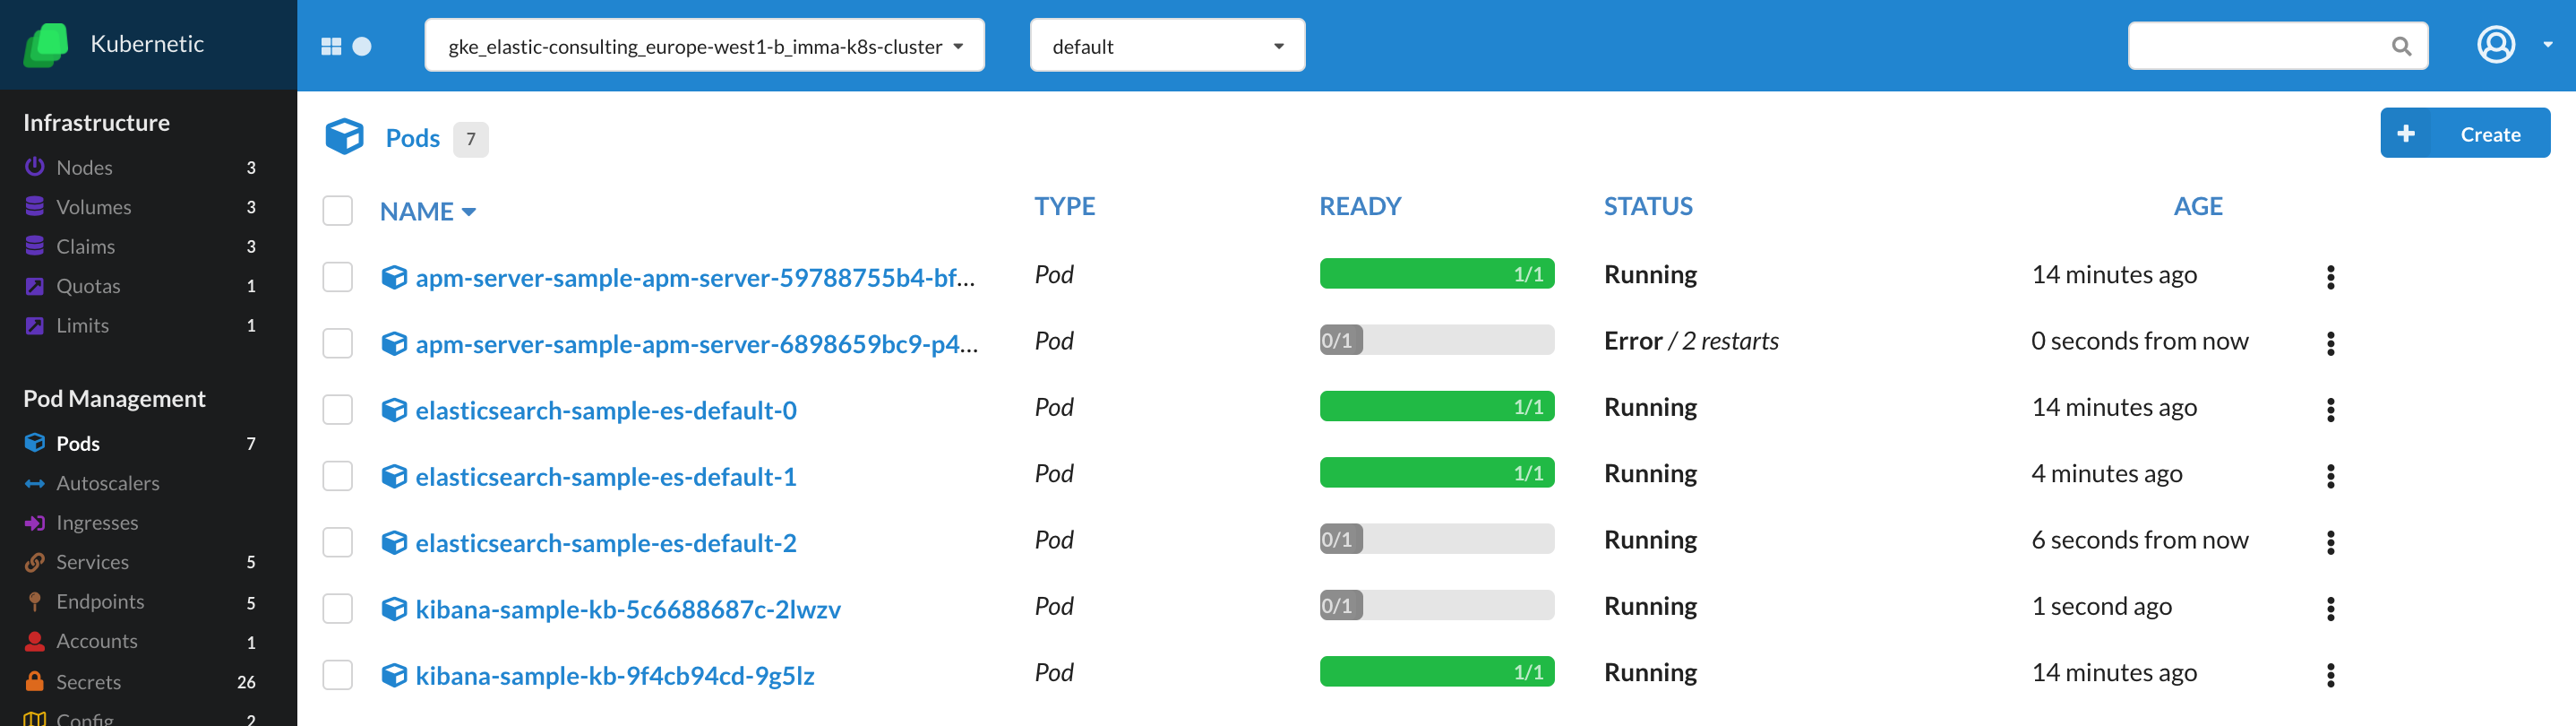 Kubernetic
gke_elastic-consulting_europe-west1-b_imma-k8s-cluster
default
Infrastructure
Nodes 3
Volumes 3
Claims 3
Quotas 1
Limits 1
Pod Management
Pods 7
Autoscalers
Ingresses
Services 5
Endpoints 5
Accounts 1
Secrets 26
Config 2
Pods 7
Create
NAME TYPE READY STATUS AGE
apm-server-sample-apm-server-59788755b4-bf... Pod 1/1 Running 14 minutes ago
apm-server-sample-apm-server-6898659bc9-p4... Pod 0/1 Error / 2 restarts 0 seconds from now
elasticsearch-sample-es-default-0 Pod 1/1 Running 14 minutes ago
elasticsearch-sample-es-default-1 Pod 1/1 Running 4 minutes ago
elasticsearch-sample-es-default-2 Pod 0/1 Running 6 seconds from now
kibana-sample-kb-5c6688687c-2lwzv Pod 0/1 Running 1 second ago
kibana-sample-kb-9f4cb94cd-9g5lz Pod 1/1 Running 14 minutes ago